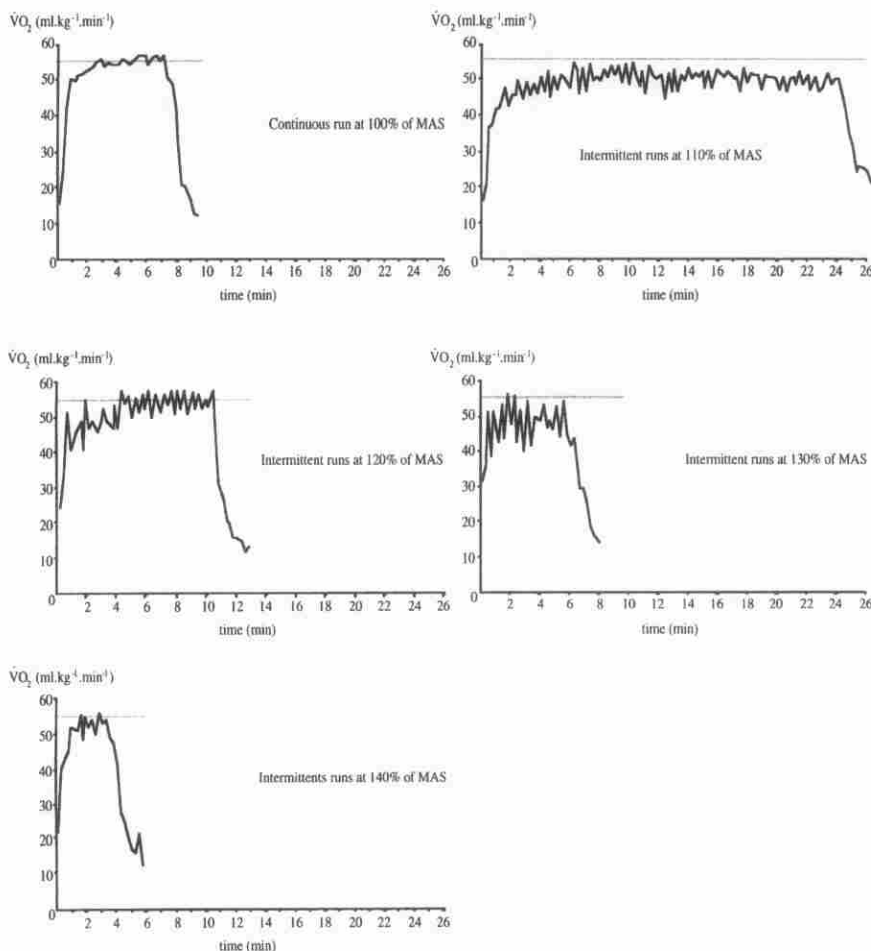 V̇O₂ (ml.kg⁻¹.min⁻¹)
60
50
40
30
20
10
0
2 4 6 8 10 12 14 16 18 20 22 24 26
time (min)
Continuous run at 100% of MAS
V̇O₂ (ml.kg⁻¹.min⁻²)
60
50
40
30
20
10
0
2 4 6 8 10 12 14 16 18 20 22 24 26
time (min)
Intermittent runs at 110% of MAS
V̇O₂ (ml.kg⁻¹.min⁻¹)
60
50
40
30
20
10
0
2 4 6 8 10 12 14 16 18 20 22 24 26
time (min)
Intermittent runs at 120% of MAS
V̇O₂ (ml.kg⁻¹.min⁻¹)
60
50
40
30
20
10
0
2 4 6 8 10 12 14 16 18 20 22 24 26
time (min)
Intermittent runs at 130% of MAS
V̇O₂ (ml.kg⁻¹.min⁻¹)
60
50
40
30
20
10
0
2 4 6 8 10 12 14 16 18 20 22 24 26
time (min)
Intermittents runs at 140% of MAS